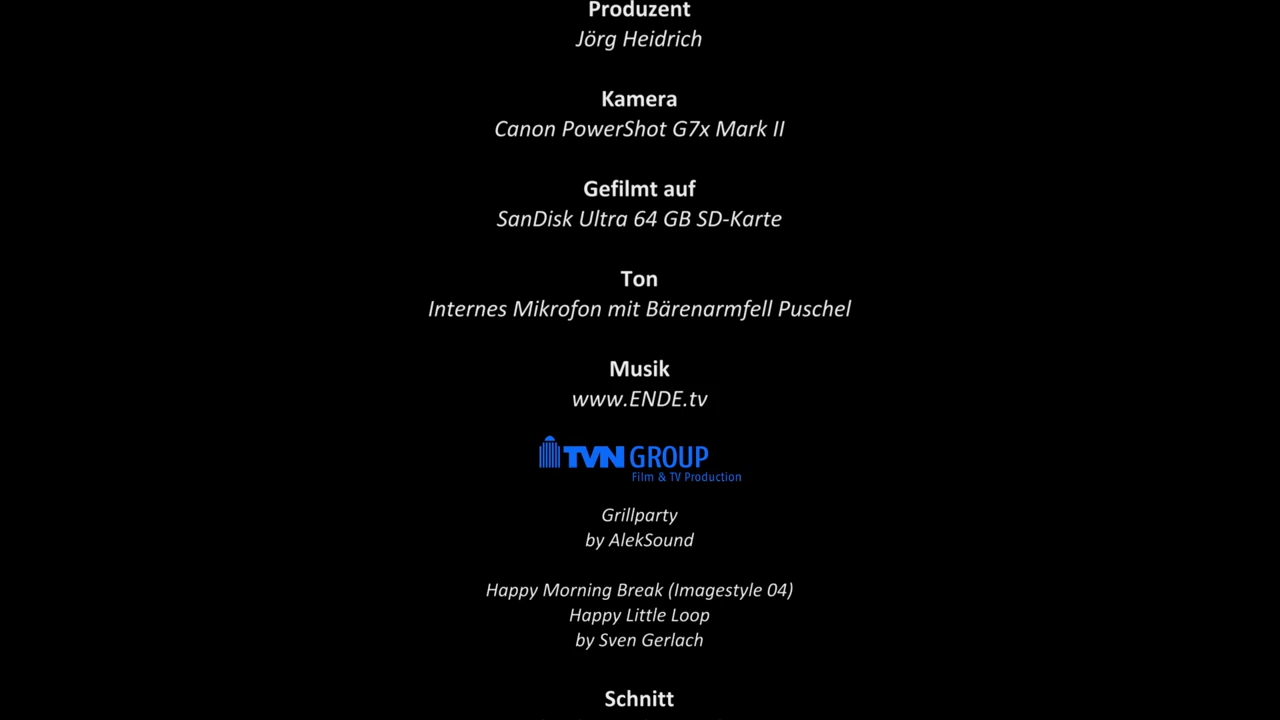 Produzent
Jörg Heidrich
Kamera
Canon PowerShot G7x Mark II
Gefilmt auf
SanDisk Ultra 64 GB SD-Karte
Ton
Internes Mikrofon mit Bärenarmfell Puschel
Musik
www.ENDE.tv
TVN GROUP
Film & TV Production
Grillparty
by AlekSound
Happy Morning Break (Imagestyle 04)
Happy Little Loop
by Sven Gerlach
Schnitt